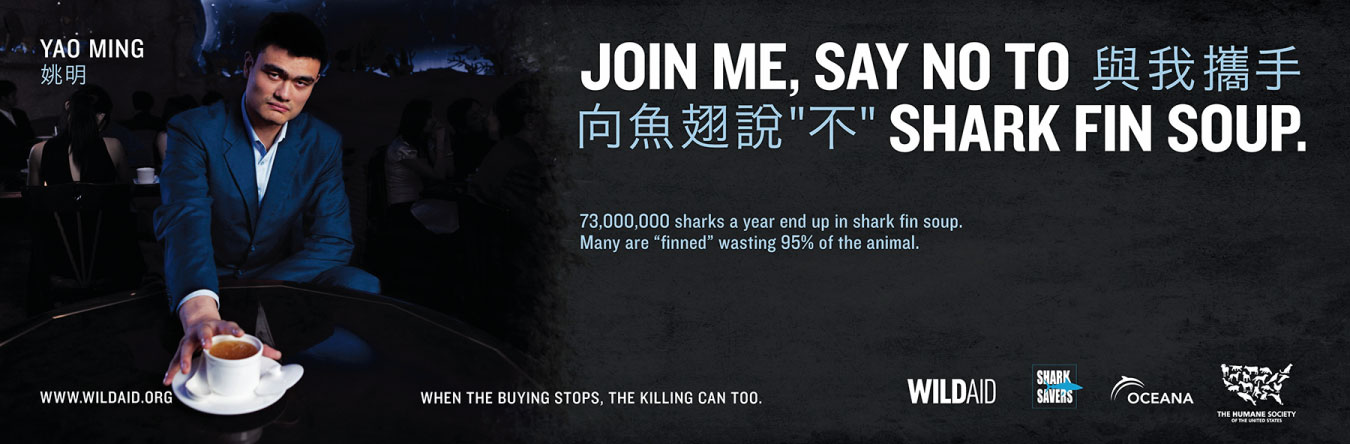 YAO MING
姚明
JOIN ME, SAY NO TO 與我攜手
向魚翅說"不" SHARK FIN SOUP.
73,000,000 sharks a year end up in shark fin soup.
Many are “finned” wasting 95% of the animal.
WWW.WILDAID.ORG
WHEN THE BUYING STOPS, THE KILLING CAN TOO.
WILDAID
SHARK
SAVERS
OCEANA
THE HUMANE SOCIETY
OF THE UNITED STATES